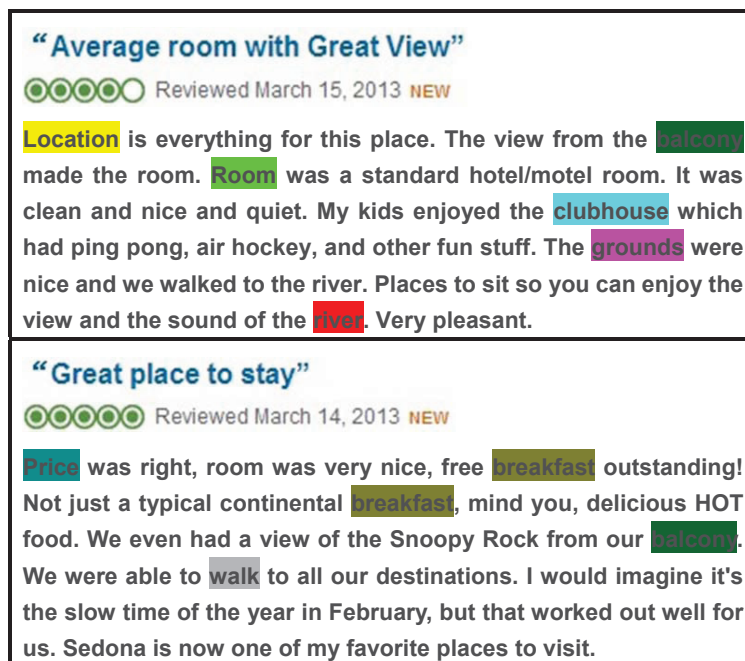 “Average room with Great View”
Reviewed March 15, 2013 NEW
Location is everything for this place. The view from the balcony
made the room. Room was a standard hotel/motel room. It was
clean and nice and quiet. My kids enjoyed the clubhouse which
had ping pong, air hockey, and other fun stuff. The grounds were
nice and we walked to the river. Places to sit so you can enjoy the
view and the sound of the river. Very pleasant.
“Great place to stay”
Reviewed March 14, 2013 NEW
Price was right, room was very nice, free breakfast outstanding!
Not just a typical continental breakfast, mind you, delicious HOT
food. We even had a view of the Snoopy Rock from our balcony.
We were able to walk to all our destinations. I would imagine it's
the slow time of the year in February, but that worked out well for
us. Sedona is now one of my favorite places to visit.